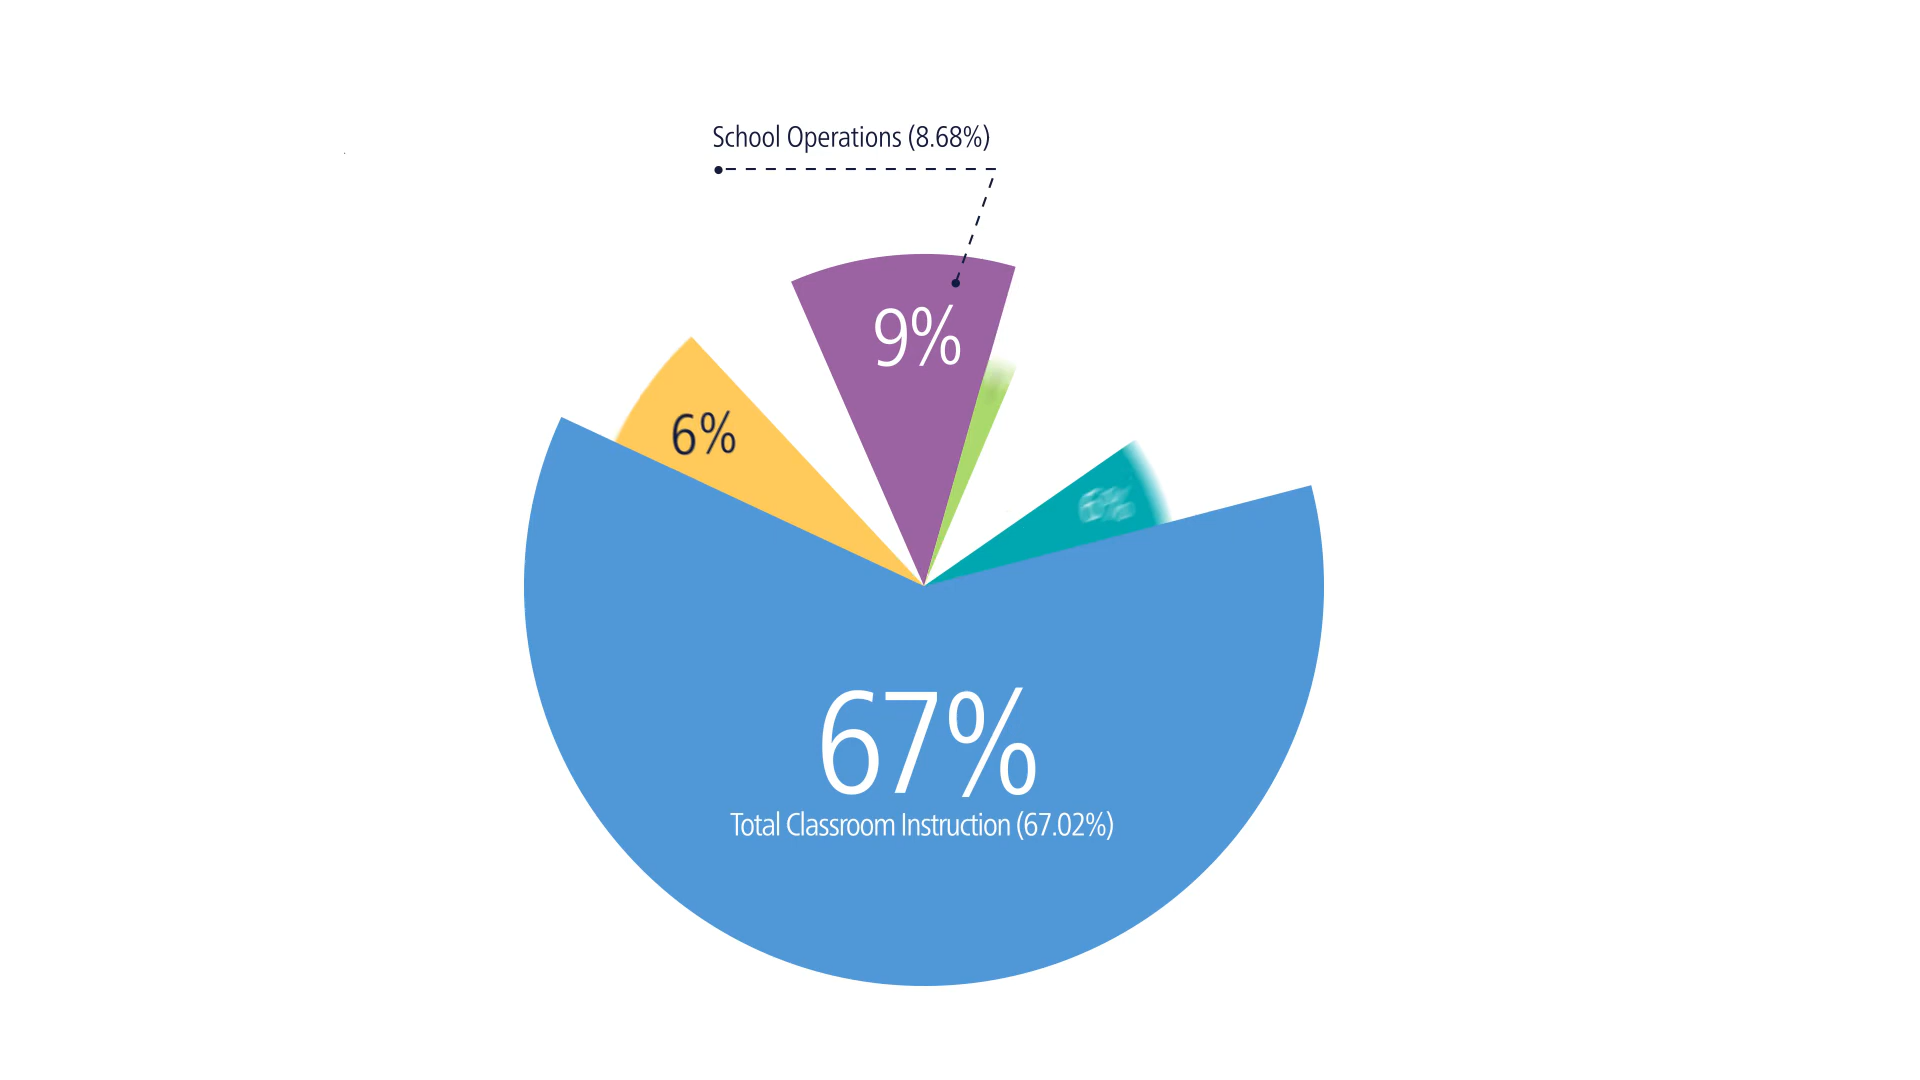 School Operations (8.68%)
9%
6%
67%
Total Classroom Instruction (67.02%)